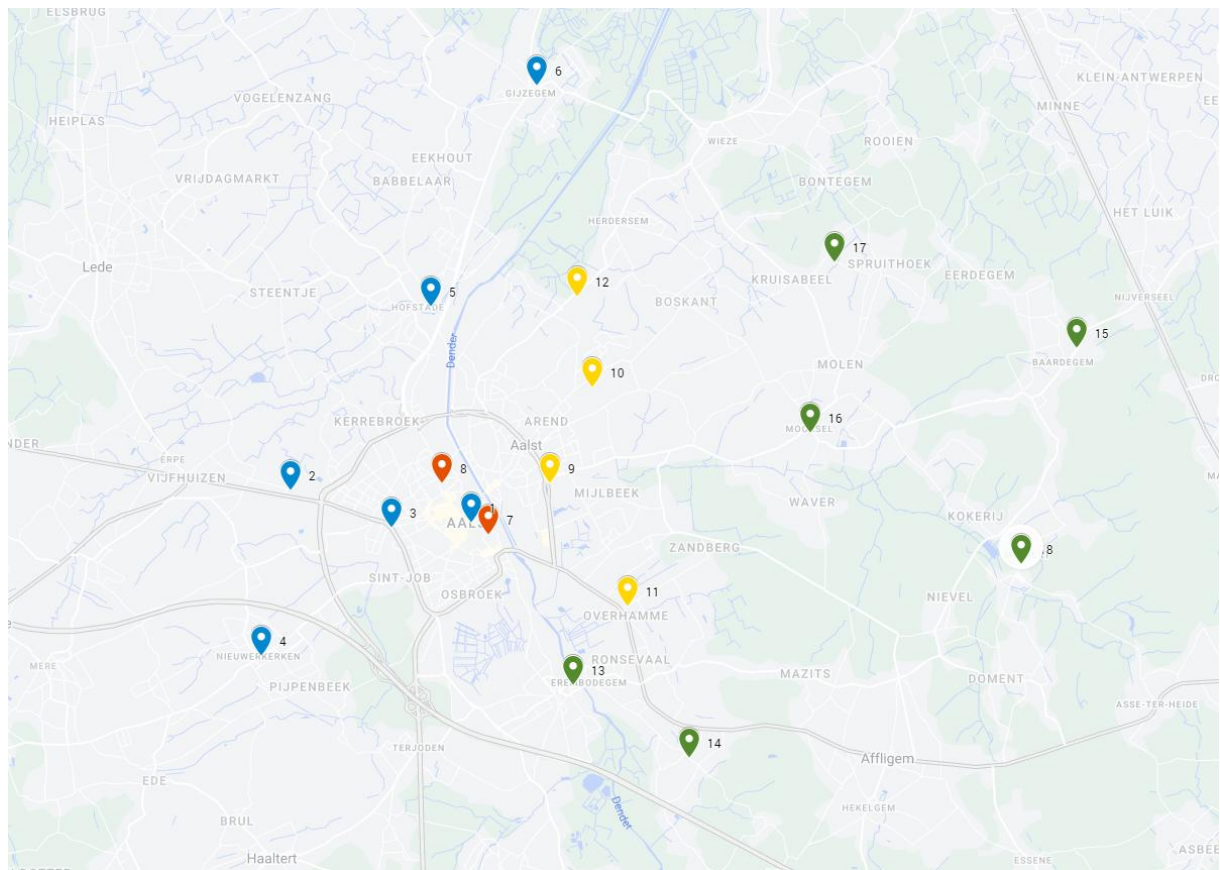 ELSBRUG
6
GIJZEGEM
KLEIN-ANTWERPEN
VOGELENZANG
MINNE
HEIPLAS
WIEZE
ROOIEN
EEKHOUT
VRIJDAGMARKT
BABBELAAR
BONTEGEM
HET LUIK
HERDERSEM
17
Lede
SPRUITHOEK
EERDEGEM
KRUISABEEL
12
STEENTJE
5
HOFSTADE
BOSKANT
NIJVERSEEL
15
Dender
BAARDEGEM
MOLEN
10
16
KERREBROEK
AREND
Aalst
ERPE
8
9
VIJFHUIZEN
2
MIJLBEEK
WAVER
3
1
7
KOKERIJ
ZANDBERG
8
SINT-JOB
OSBROEK
11
NIEVEL
OVERHAMME
4
NIEUWERKERKEN
MERE
RONSEVAAL
13
EREMBODEGEM
MAZITS
DOMENT
PIJPENBEEK
ASSE-TER-HEIDE
14
TERJODEN
Affligem
EDE
Dender
HEKELGEM
BRUL
Haaltert
ESSENE